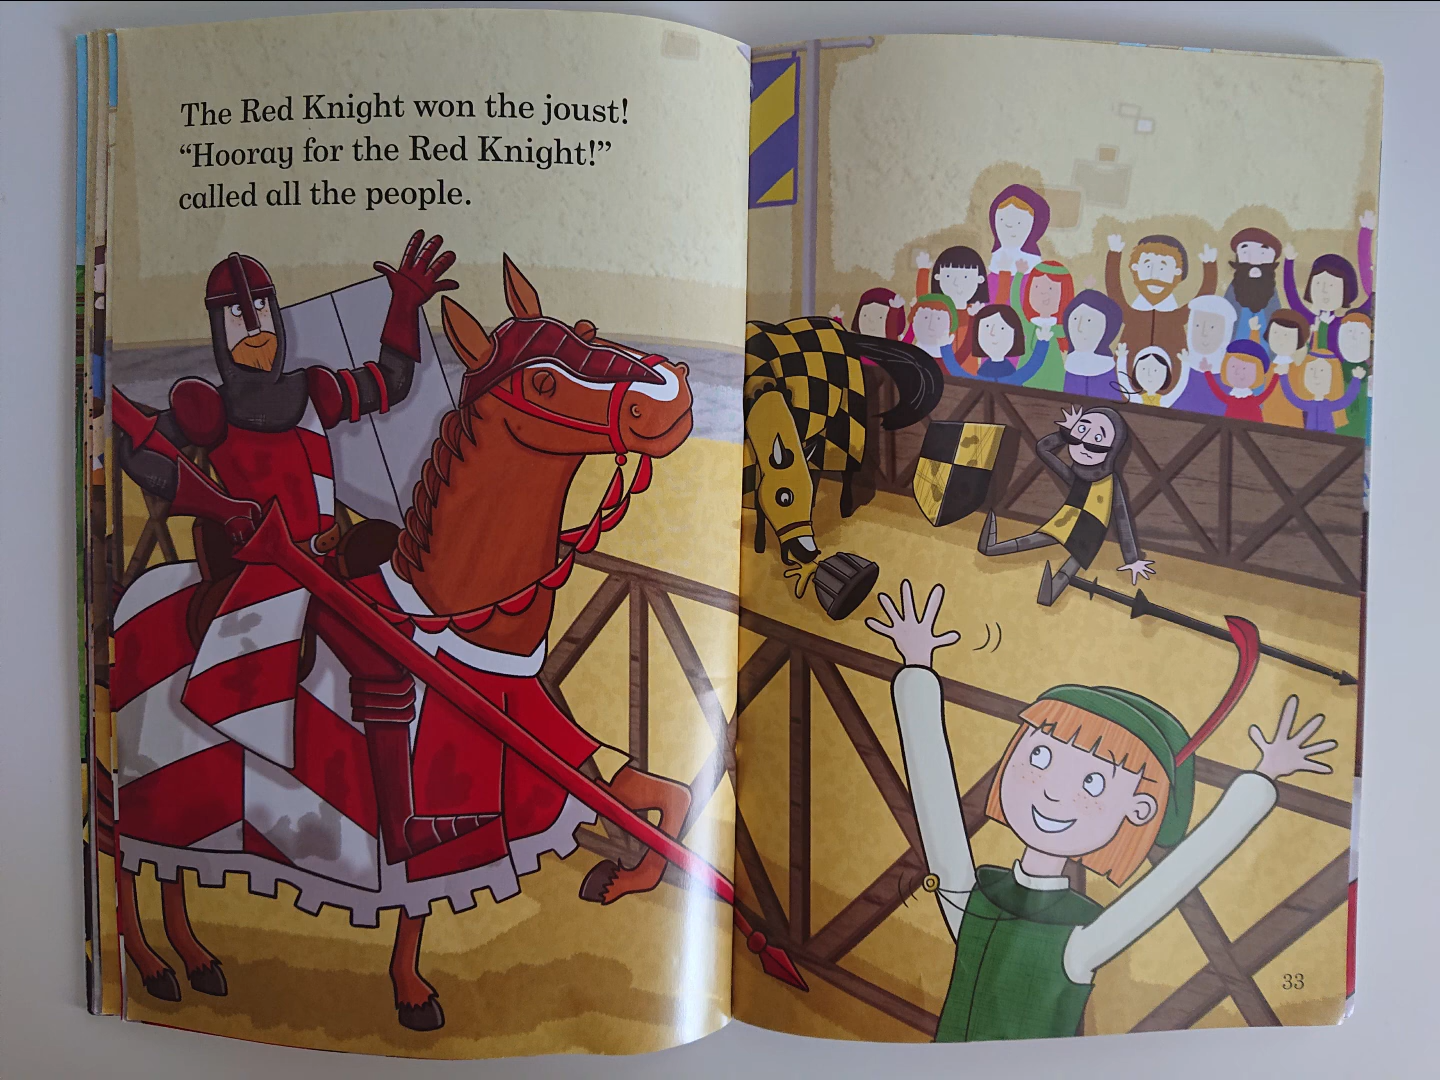 The Red Knight won the joust!
“Hooray for the Red Knight!”
called all the people.
33